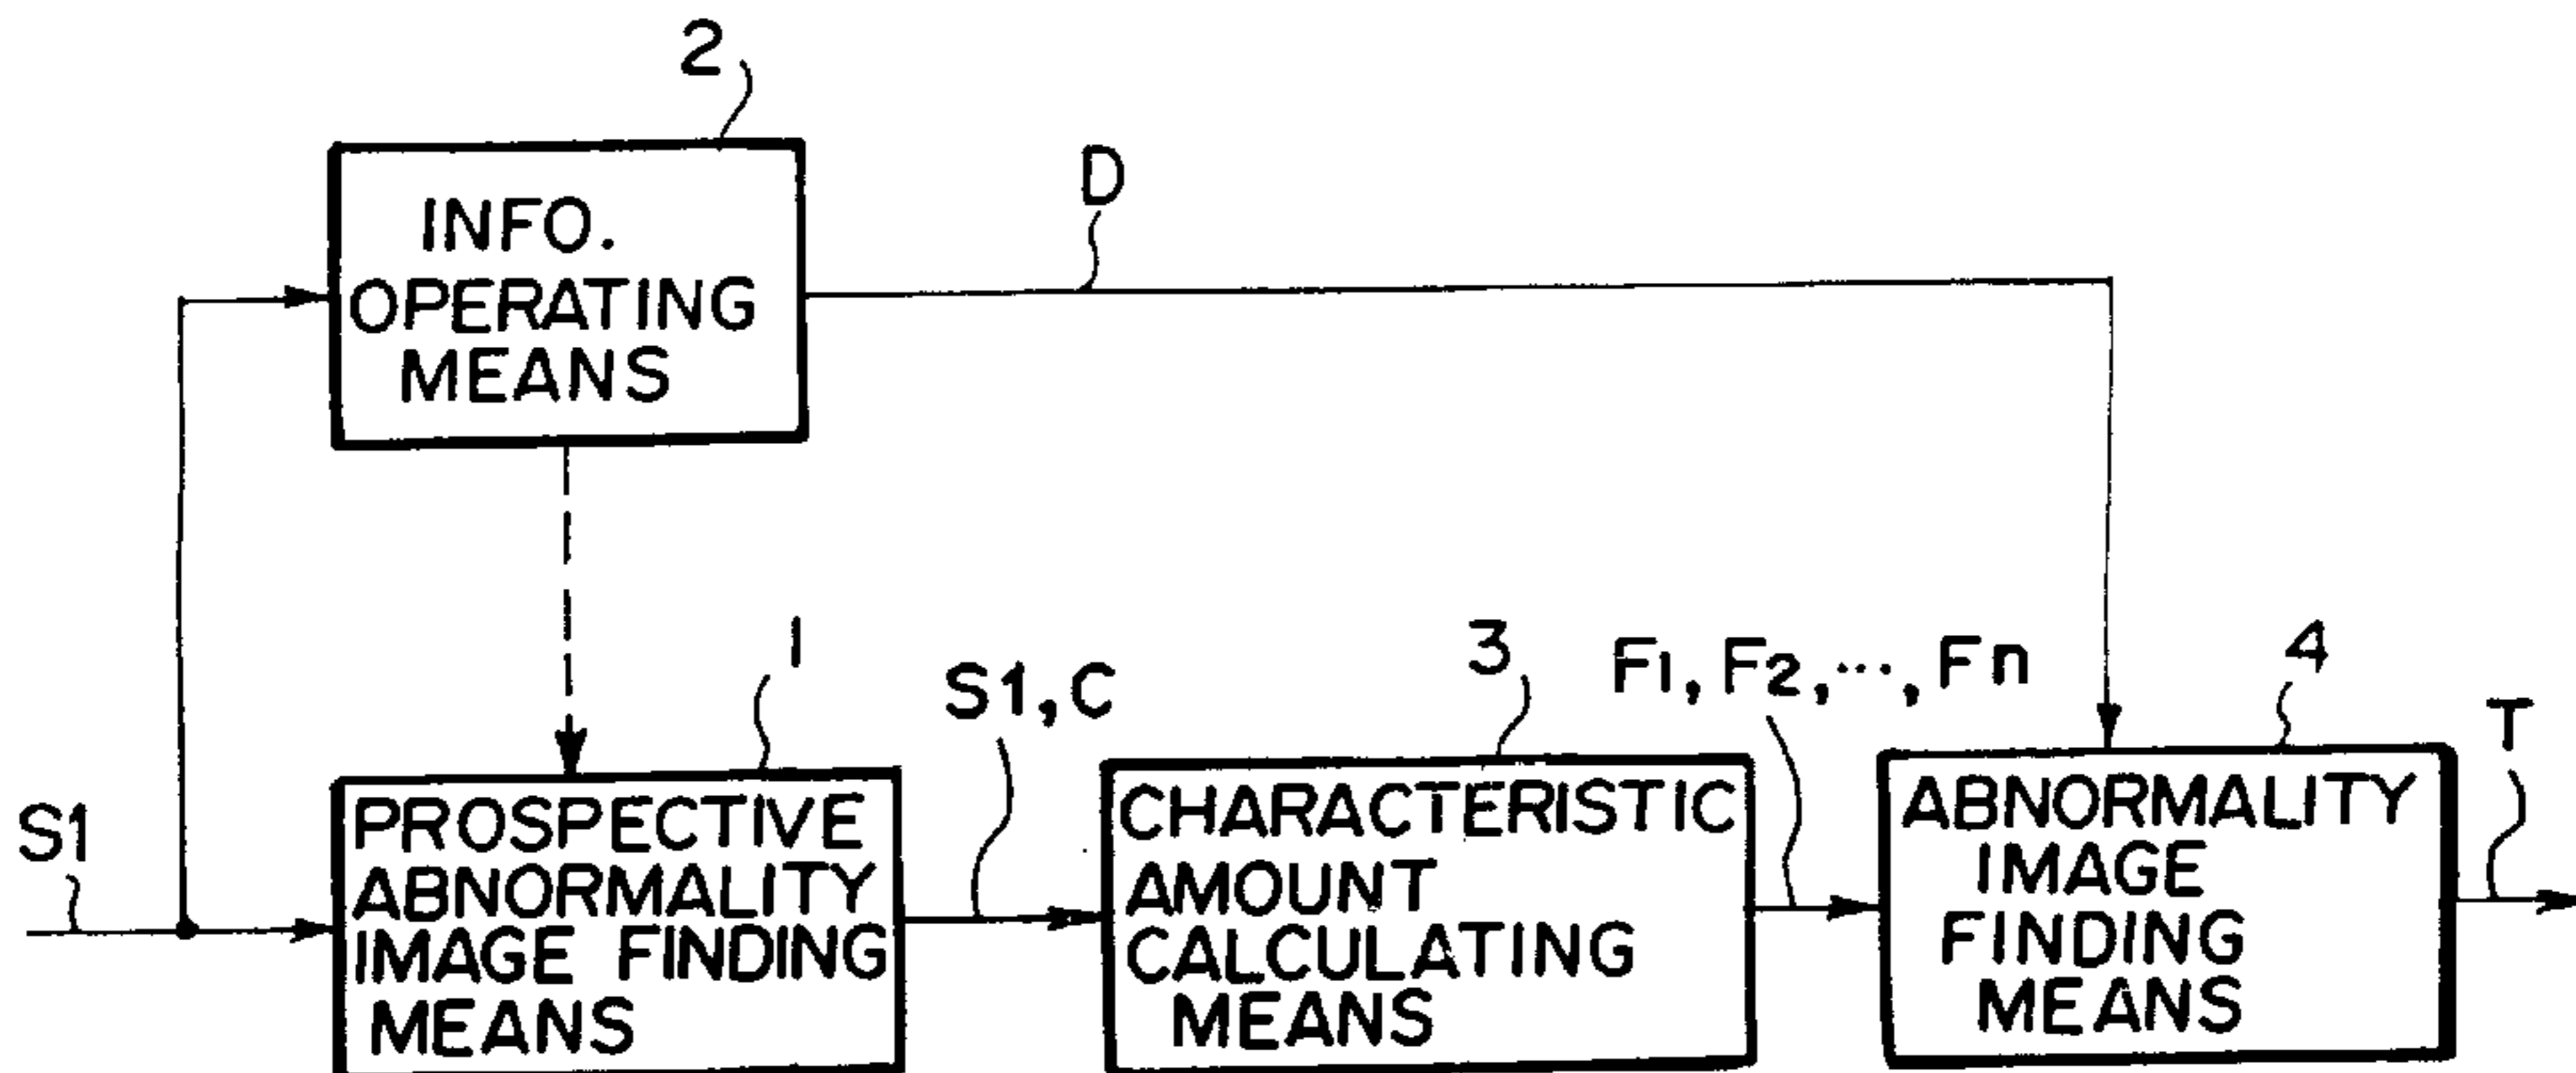 2
INFO.
OPERATING
MEANS
D
S1
1
PROSPECTIVE
ABNORMALITY
IMAGE FINDING
MEANS
S1, C
3
CHARACTERISTIC
AMOUNT
CALCULATING
MEANS
F1, F2, ..., Fn
4
ABNORMALITY
IMAGE
FINDING
MEANS
T